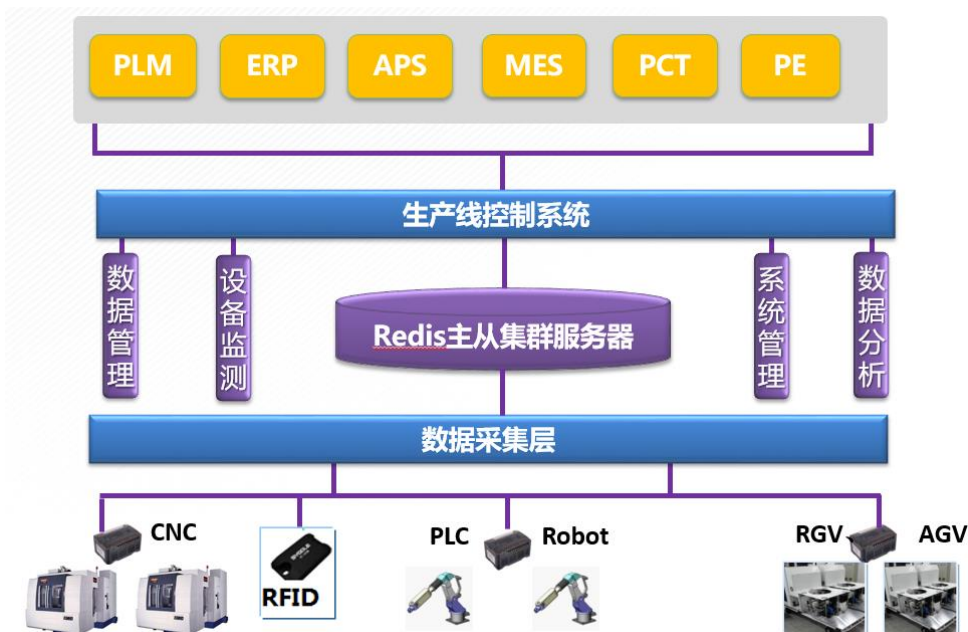 PLM ERP APS MES PCT PE
生产线控制系统
数据管理
设备监测
Redis主从集群服务器
系统管理
数据分析
数据采集层
CNC
RFID
PLC Robot
RGV AGV